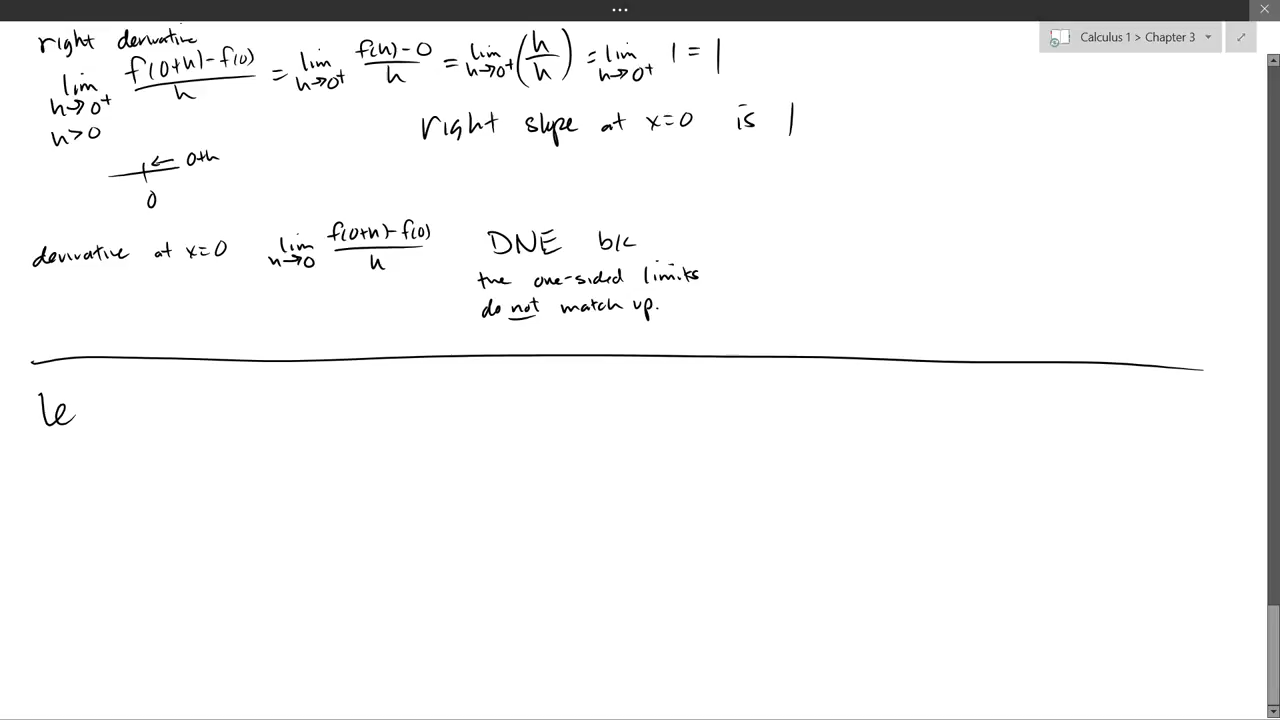 Calculus 1 > Chapter 3
right derivative
lim h→0⁺ (f(0+h)-f(0))/h = lim h→0⁺ (f(h)-0)/h = lim h→0⁺ (h/h) = lim h→0⁺ 1 = 1
h>0
right slope at x=0 is 1
← 0+h
0
derivative at x=0 lim h→0 (f(0+h)-f(0))/h DNE b/c
the one-sided limits
do not match up.
le